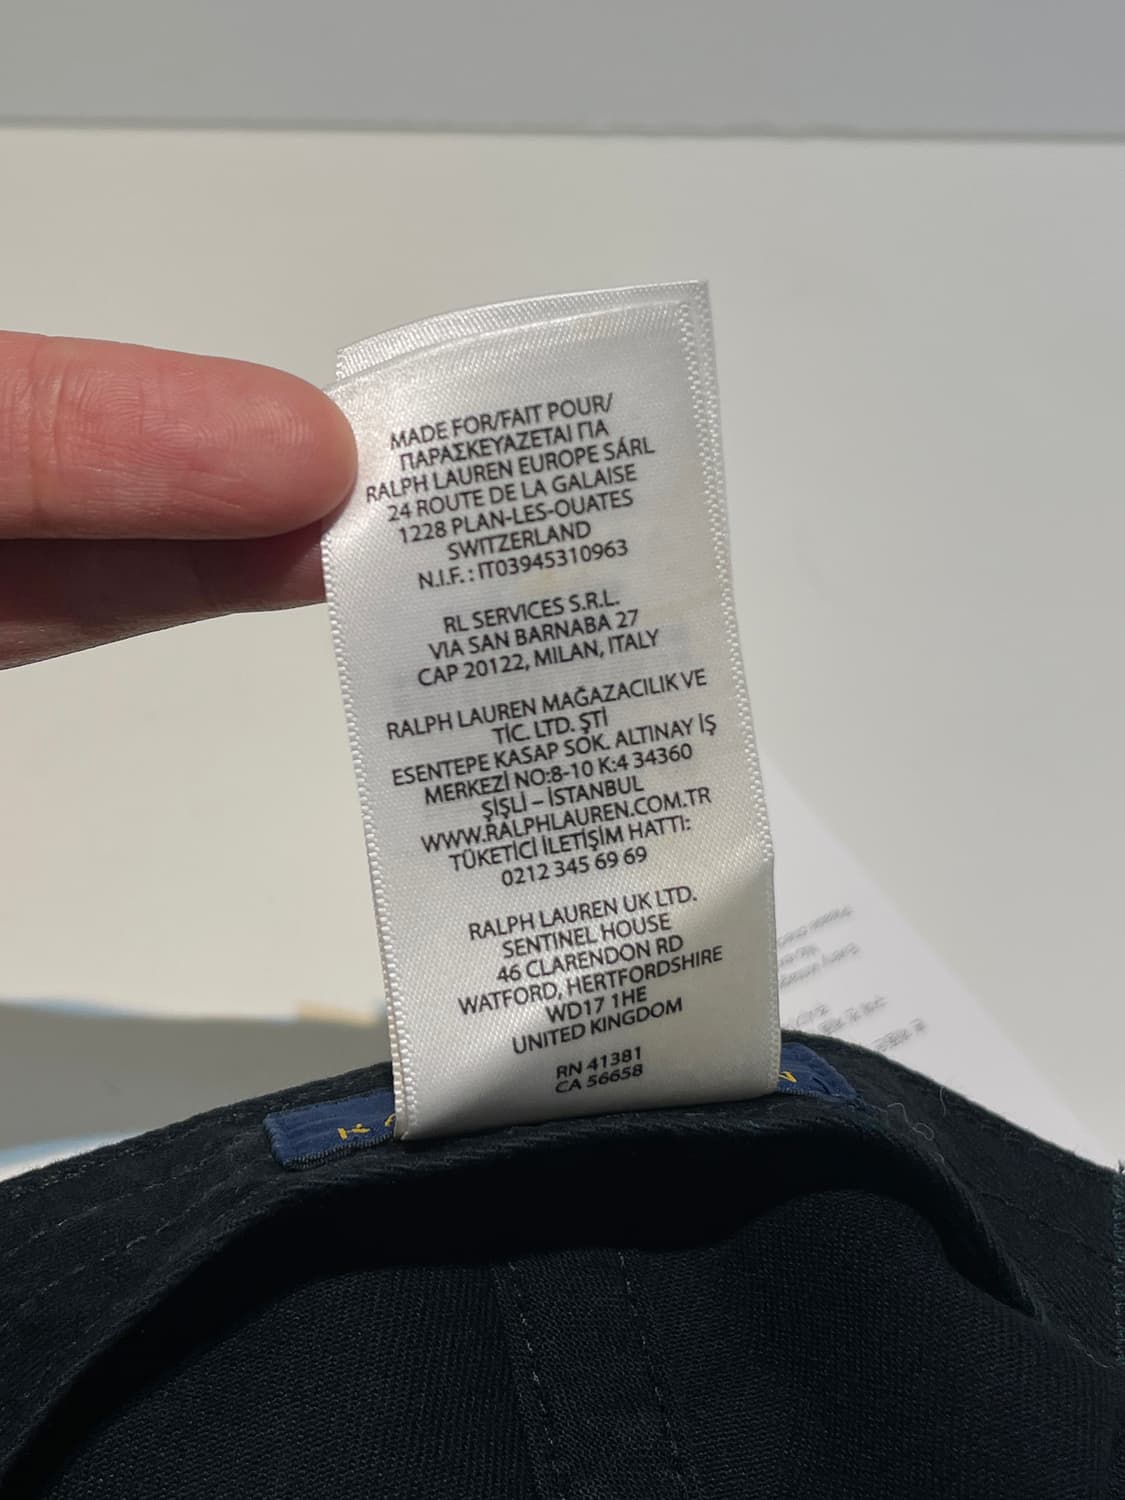 MADE FOR/FAIT POUR/
ΠΑΡΑΣΚΕΥΑΖΕΤΑΙ ΓΙΑ
RALPH LAUREN EUROPE SÁRL
24 ROUTE DE LA GALAISE
1228 PLAN-LES-OUATES
SWITZERLAND
N.I.F. : IT03945310963
RL SERVICES S.R.L.
VIA SAN BARNABA 27
CAP 20122, MILAN, ITALY
RALPH LAUREN MAĞAZACILIK VE
TİC. LTD. ŞTİ
ESENTEPE KASAP SOK. ALTINAY İŞ
MERKEZİ NO:8-10 K:4 34360
ŞİŞLİ – İSTANBUL
WWW.RALPHLAUREN.COM.TR
TÜKETİCİ İLETİŞİM HATTI:
0212 345 69 69
RALPH LAUREN UK LTD.
SENTINEL HOUSE
46 CLARENDON RD
WATFORD, HERTFORDSHIRE
WD17 1HE
UNITED KINGDOM
RN 41381
CA 56658